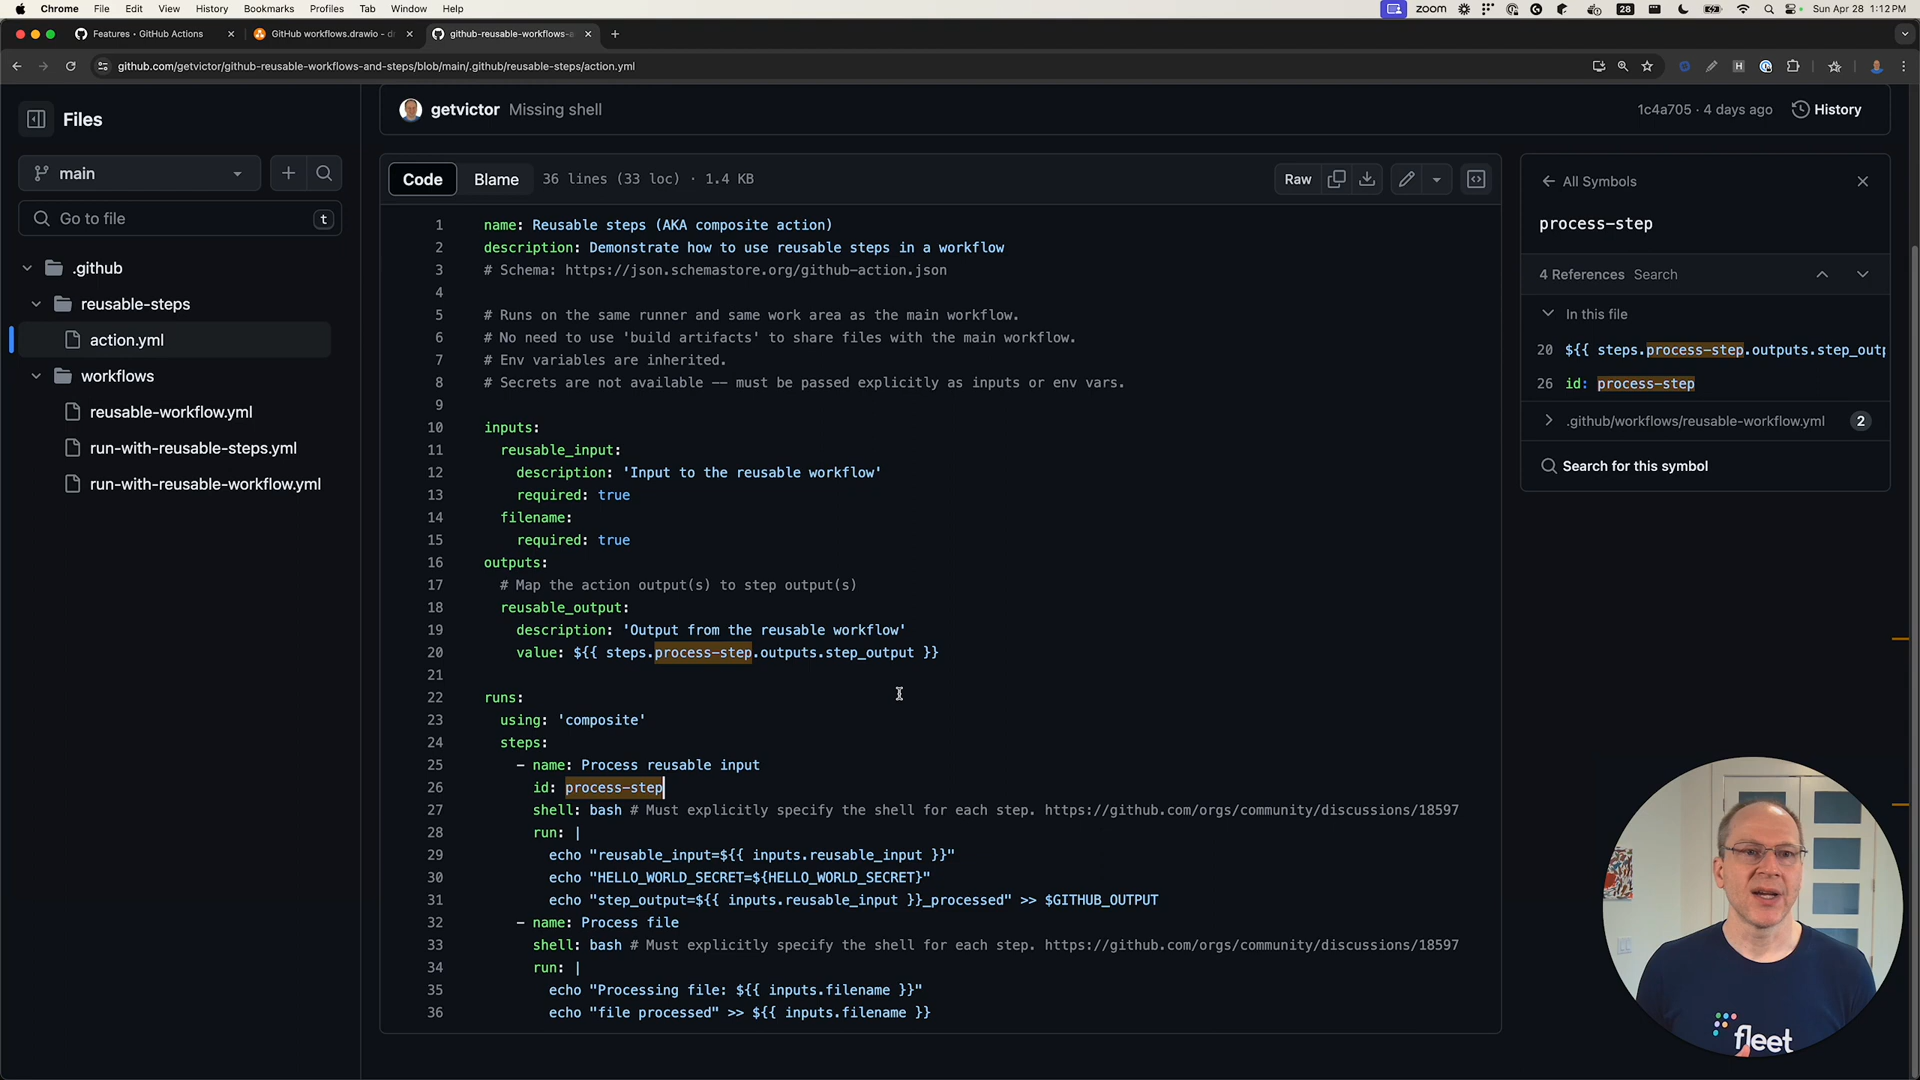 Chrome File Edit View History Bookmarks Profiles Tab Window Help zoom 28 Sun Apr 28 1:12 PM
Features · GitHub Actions GitHub workflows.drawio - d github-reusable-workflows-a
github.com/getvictor/github-reusable-workflows-and-steps/blob/main/.github/reusable-steps/action.yml
Files
main
Go to file t
.github
reusable-steps
action.yml
workflows
reusable-workflow.yml
run-with-reusable-steps.yml
run-with-reusable-workflow.yml
getvictor Missing shell 1c4a705 · 4 days ago History
Code Blame 36 lines (33 loc) · 1.4 KB Raw
1 name: Reusable steps (AKA composite action)
2 description: Demonstrate how to use reusable steps in a workflow
3 # Schema: https://json.schemastore.org/github-action.json
4
5 # Runs on the same runner and same work area as the main workflow.
6 # No need to use 'build artifacts' to share files with the main workflow.
7 # Env variables are inherited.
8 # Secrets are not available -- must be passed explicitly as inputs or env vars.
9
10 inputs:
11 reusable_input:
12 description: 'Input to the reusable workflow'
13 required: true
14 filename:
15 required: true
16 outputs:
17 # Map the action output(s) to step output(s)
18 reusable_output:
19 description: 'Output from the reusable workflow'
20 value: ${{ steps.process-step.outputs.step_output }}
21
22 runs:
23 using: 'composite'
24 steps:
25 - name: Process reusable input
26 id: process-step
27 shell: bash # Must explicitly specify the shell for each step. https://github.com/orgs/community/discussions/18597
28 run: |
29 echo "reusable_input=${{ inputs.reusable_input }}"
30 echo "HELLO_WORLD_SECRET=${HELLO_WORLD_SECRET}"
31 echo "step_output=${{ inputs.reusable_input }}_processed" >> $GITHUB_OUTPUT
32 - name: Process file
33 shell: bash # Must explicitly specify the shell for each step. https://github.com/orgs/community/discussions/18597
34 run: |
35 echo "Processing file: ${{ inputs.filename }}"
36 echo "file processed" >> ${{ inputs.filename }}
All Symbols
process-step
4 References Search
In this file
20 ${{ steps.process-step.outputs.step_outp
26 id: process-step
.github/workflows/reusable-workflow.yml 2
Search for this symbol
fleet